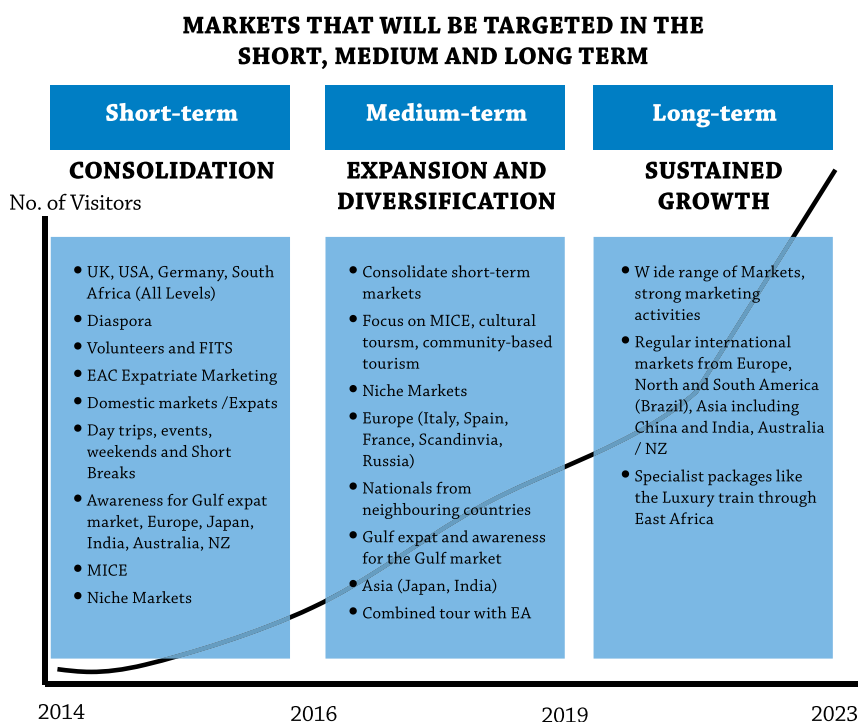 MARKETS THAT WILL BE TARGETED IN THE
SHORT, MEDIUM AND LONG TERM
Short-term
CONSOLIDATION
No. of Visitors
• UK, USA, Germany, South
Africa (All Levels)
• Diaspora
• Volunteers and FITS
• EAC Expatriate Marketing
• Domestic markets /Expats
• Day trips, events,
weekends and Short
Breaks
• Awareness for Gulf expat
market, Europe, Japan,
India, Australia, NZ
• MICE
• Niche Markets
Medium-term
EXPANSION AND
DIVERSIFICATION
• Consolidate short-term
markets
• Focus on MICE, cultural
toursm, community-based
tourism
• Niche Markets
• Europe (Italy, Spain,
France, Scandinvia,
Russia)
• Nationals from
neighbouring countries
• Gulf expat and awareness
for the Gulf market
• Asia (Japan, India)
• Combined tour with EA
Long-term
SUSTAINED
GROWTH
• W ide range of Markets,
strong marketing
activities
• Regular international
markets from Europe,
North and South America
(Brazil), Asia including
China and India, Australia
/ NZ
• Specialist packages like
the Luxury train through
East Africa
2014
2016
2019
2023